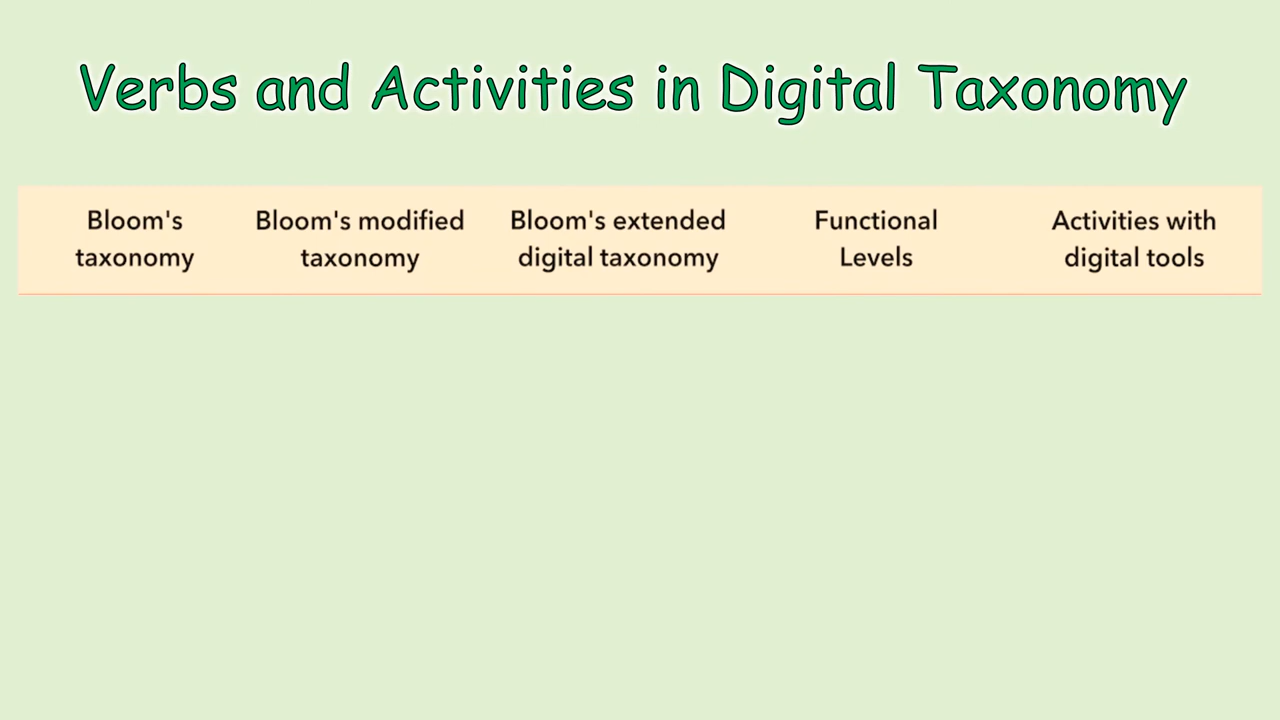 Verbs and Activities in Digital Taxonomy
Bloom's taxonomy
Bloom's modified taxonomy
Bloom's extended digital taxonomy
Functional Levels
Activities with digital tools